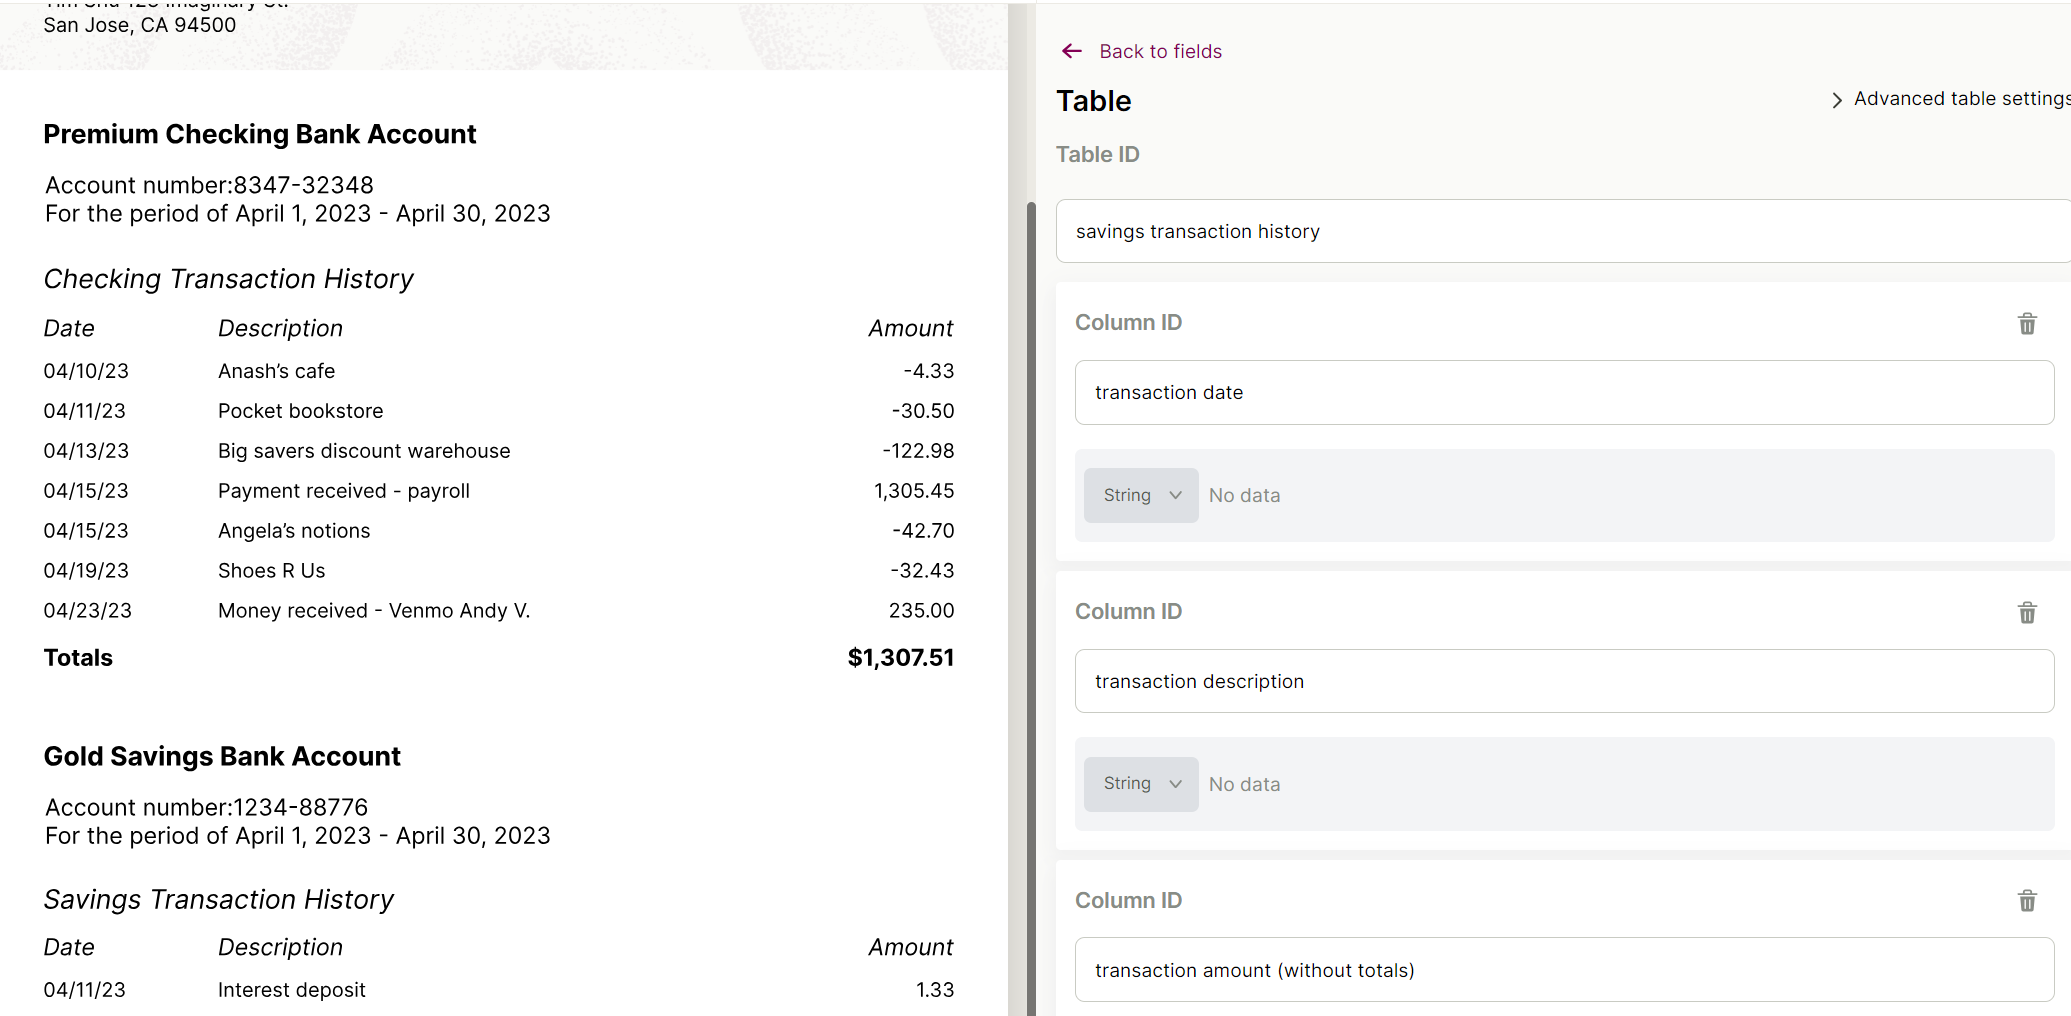 San Jose, CA 94500
Premium Checking Bank Account
Account number:8347-32348
For the period of April 1, 2023 - April 30, 2023
Checking Transaction History
Date Description Amount
04/10/23 Anash’s cafe -4.33
04/11/23 Pocket bookstore -30.50
04/13/23 Big savers discount warehouse -122.98
04/15/23 Payment received - payroll 1,305.45
04/15/23 Angela’s notions -42.70
04/19/23 Shoes R Us -32.43
04/23/23 Money received - Venmo Andy V. 235.00
Totals $1,307.51
Gold Savings Bank Account
Account number:1234-88776
For the period of April 1, 2023 - April 30, 2023
Savings Transaction History
Date Description Amount
04/11/23 Interest deposit 1.33
Back to fields
Table
Advanced table settings
Table ID
savings transaction history
Column ID
transaction date
String No data
Column ID
transaction description
String No data
Column ID
transaction amount (without totals)